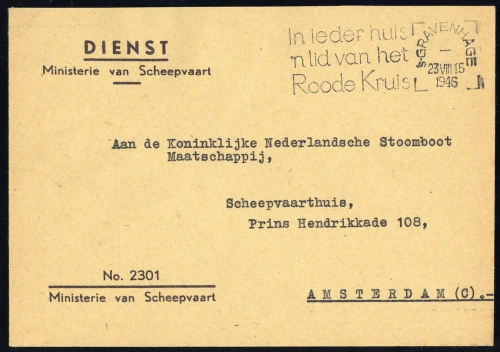 DIENST
Ministerie van Scheepvaart
In ieder huis
'n lid van het
Roode Kruis
's-GRAVENHAGE
23 VIII 15
1946
Aan de Koninklijke Nederlandsche Stoomboot
Maatschappij,
Scheepvaarthuis,
Prins Hendrikkade 108,
No. 2301
Ministerie van Scheepvaart
AMSTERDAM(C).-